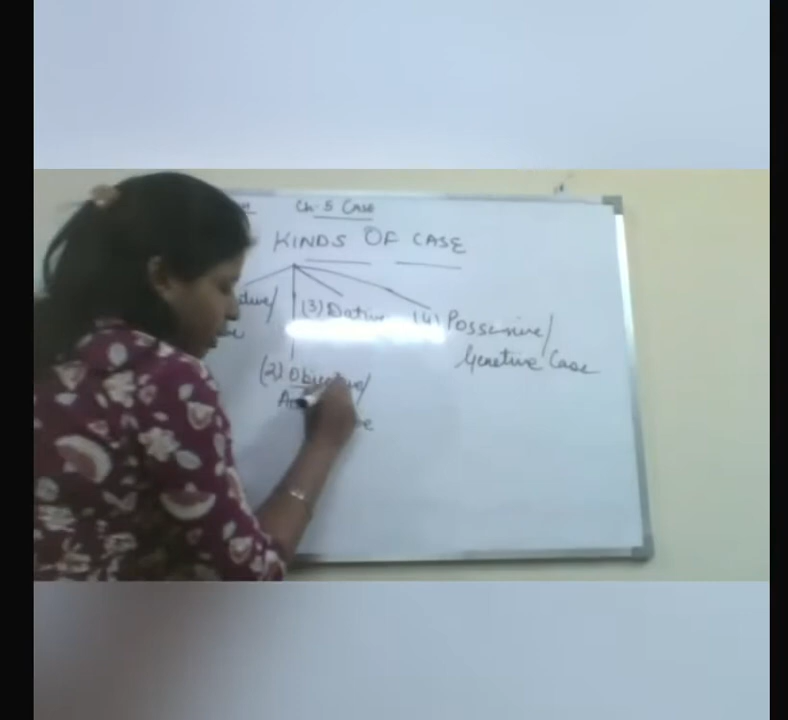 Ch-5 Case
KINDS OF CASE
(3) Dative
(4) Possessive/
Genetive Case
(2) Objective/